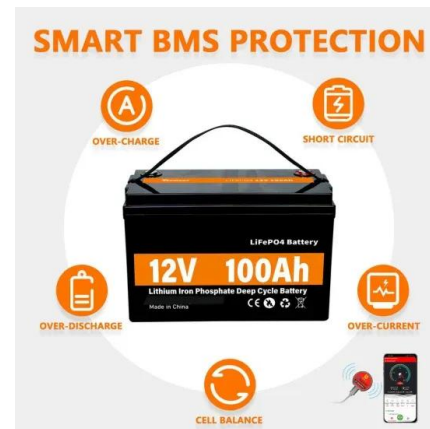 SMART BMS PROTECTION
OVER-CHARGE
SHORT CIRCUIT
LiFePO4 Battery
12V 100Ah
Lithium Iron Phosphate Deep Cycle Battery
Made in China
CE
OVER-DISCHARGE
OVER-CURRENT
CELL BALANCE